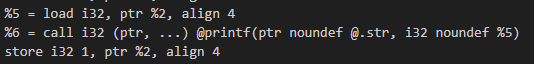 %5 = load i32, ptr %2, align 4
%6 = call i32 (ptr, ...) @printf(ptr noundef @.str, i32 noundef %5)
store i32 1, ptr %2, align 4